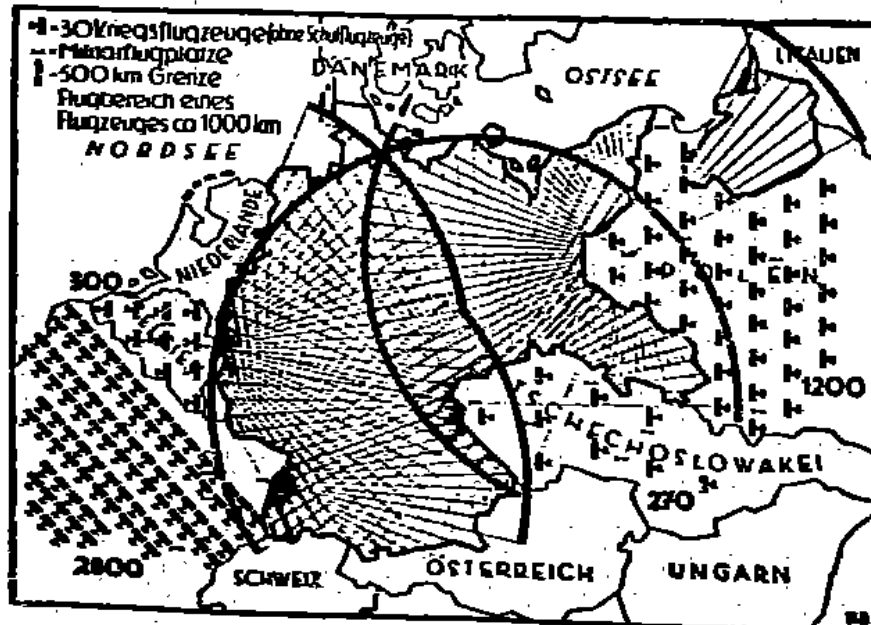 -30 Kriegsflugzeuge (ohne Schulflugzeuge)
-Militärflugplätze
-500 km Grenze
Flugbereich eines
Flugzeuges ca 1000 km
NORDSEE
DÄNEMARK
OSTSEE
LITAUEN
NIEDERLANDE
300
POLEN
1200
TSCHECHOSLOWAKEI
270
2800
SCHWEIZ
ÖSTERREICH
UNGARN